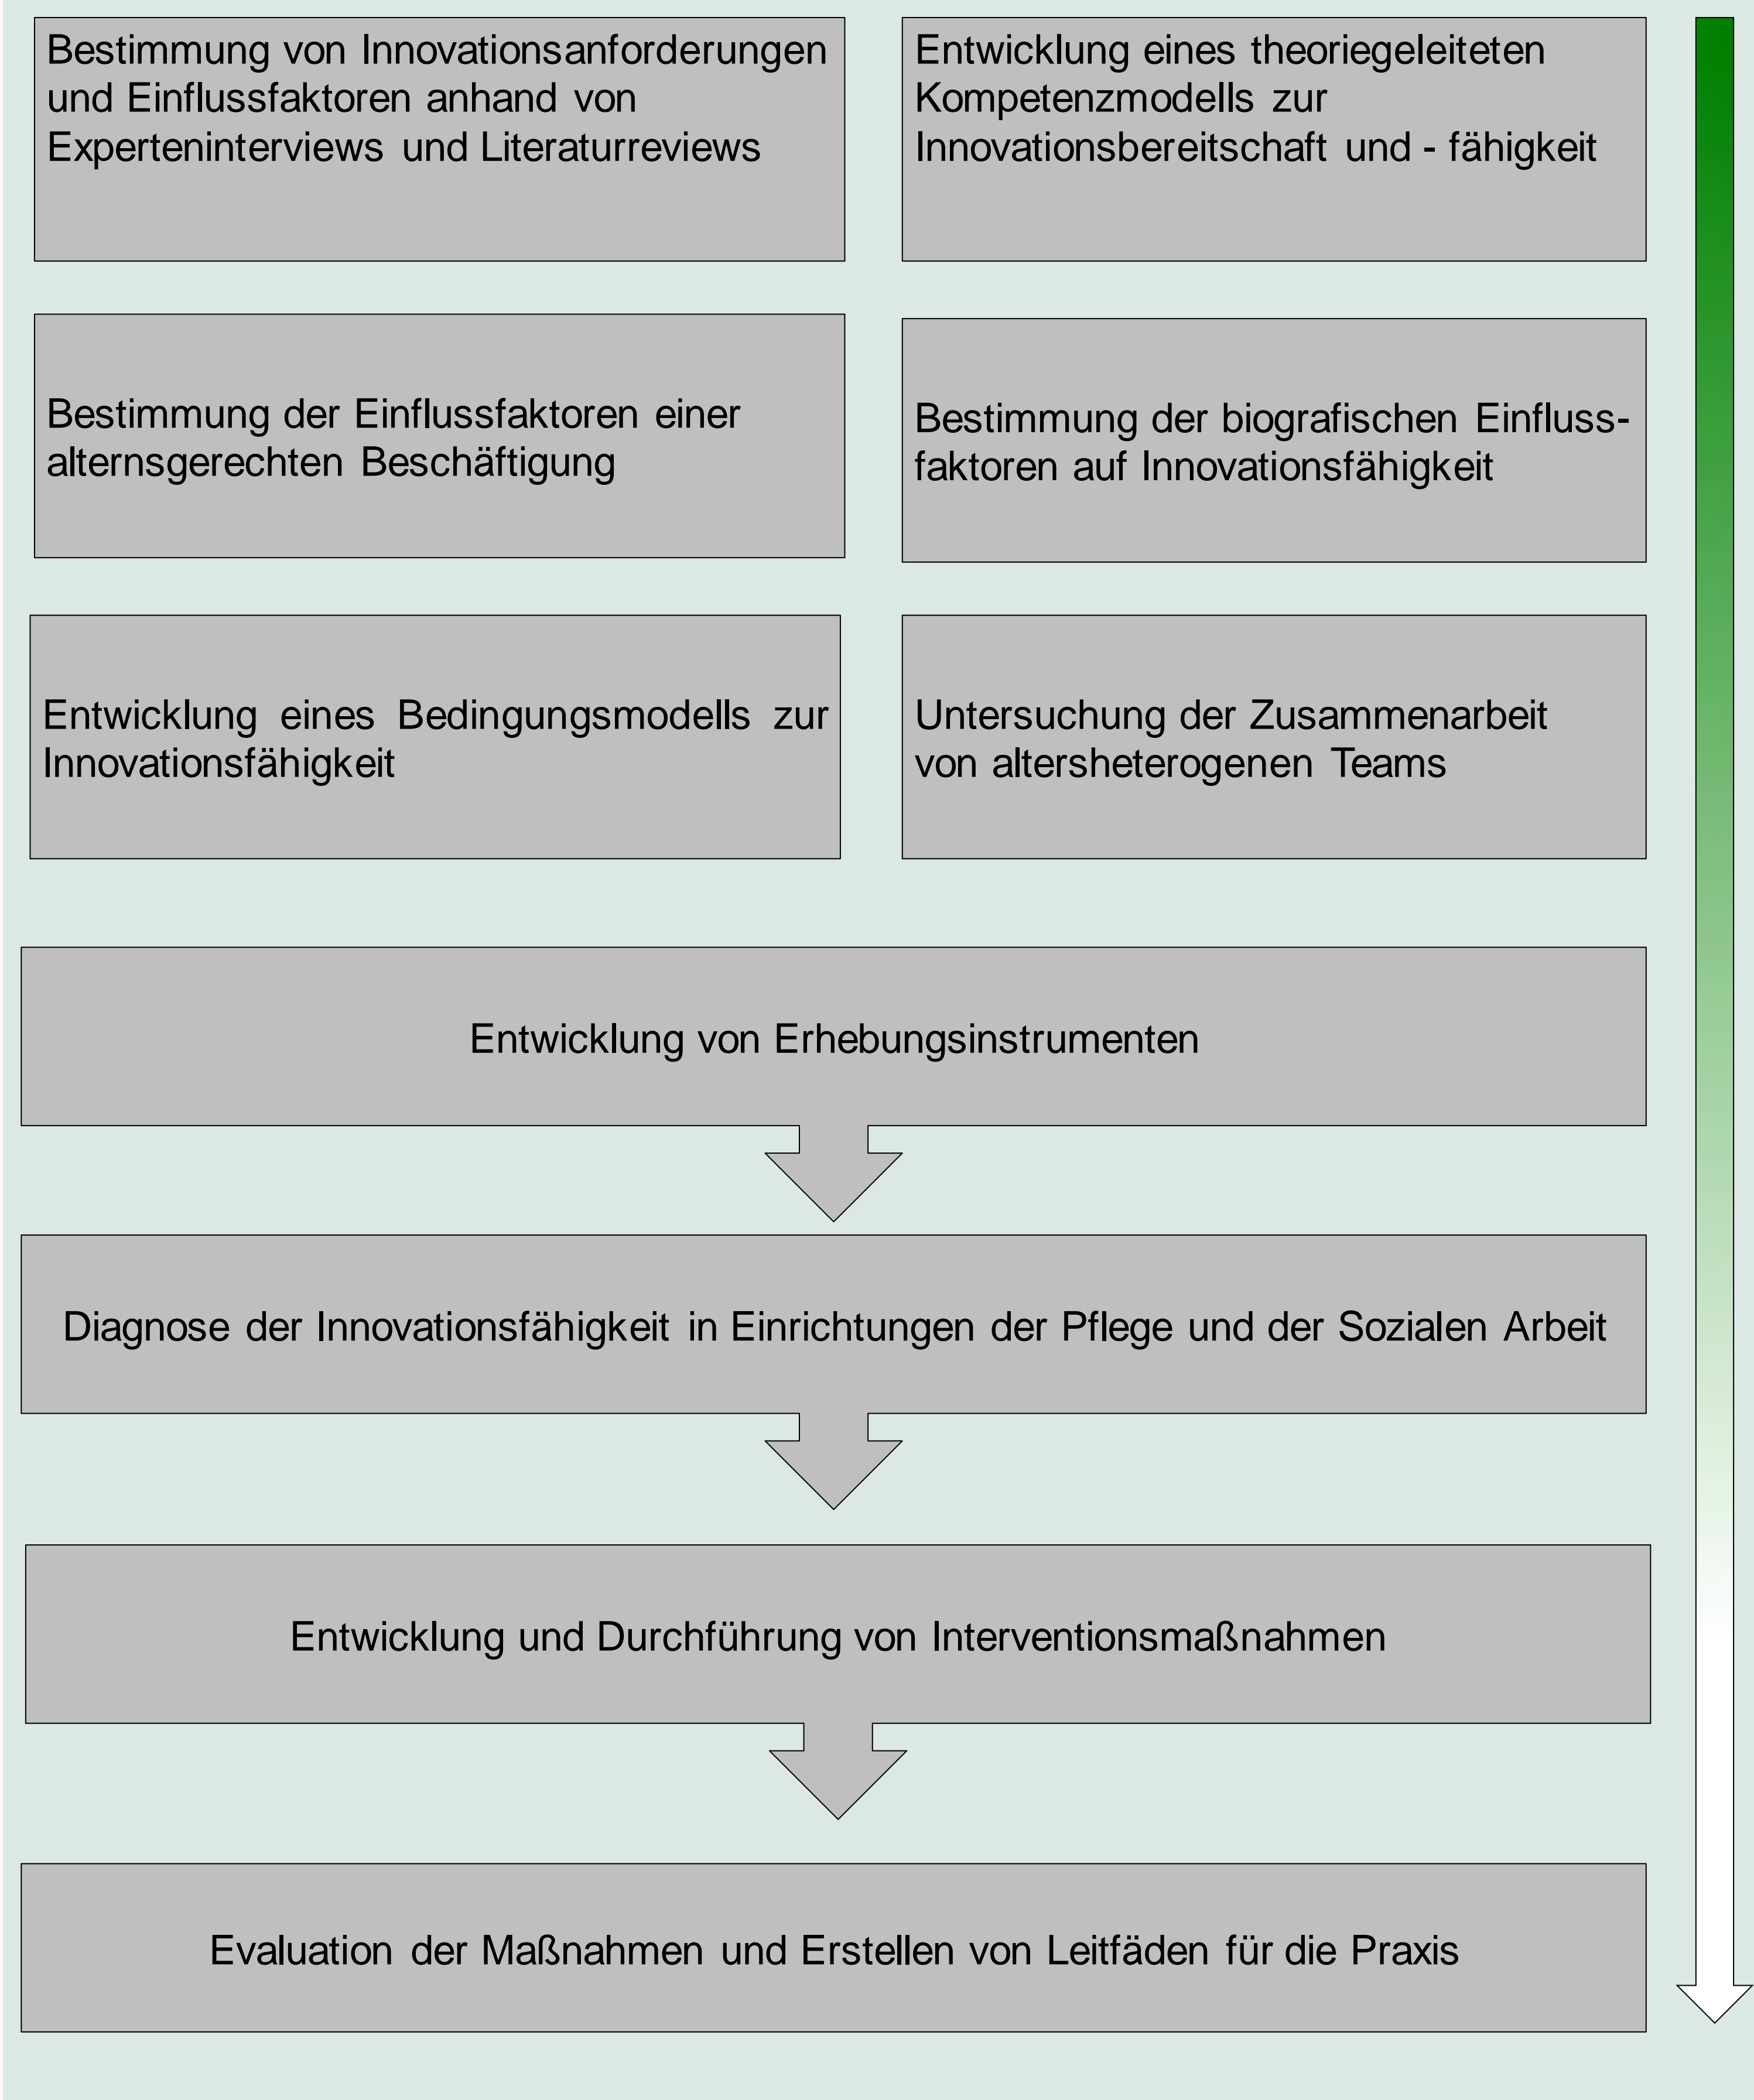 Bestimmung von Innovationsanforderungen
und Einflussfaktoren anhand von
Experteninterviews und Literaturreviews
Entwicklung eines theoriegeleiteten
Kompetenzmodells zur
Innovationsbereitschaft und - fähigkeit
Bestimmung der Einflussfaktoren einer
alternsgerechten Beschäftigung
Bestimmung der biografischen Einfluss-
faktoren auf Innovationsfähigkeit
Entwicklung eines Bedingungsmodells zur
Innovationsfähigkeit
Untersuchung der Zusammenarbeit
von altersheterogenen Teams
Entwicklung von Erhebungsinstrumenten
Diagnose der Innovationsfähigkeit in Einrichtungen der Pflege und der Sozialen Arbeit
Entwicklung und Durchführung von Interventionsmaßnahmen
Evaluation der Maßnahmen und Erstellen von Leitfäden für die Praxis